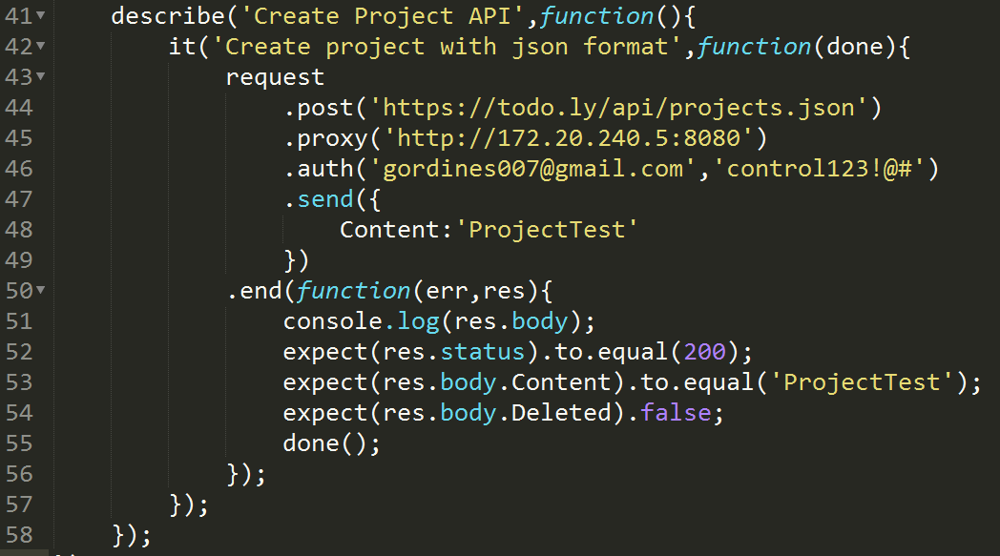 41 describe('Create Project API',function(){
42 it('Create project with json format',function(done){
43 request
44 .post('https://todo.ly/api/projects.json')
45 .proxy('http://172.20.240.5:8080')
46 .auth('gordines007@gmail.com','control123!@#')
47 .send({
48 Content:'ProjectTest'
49 })
50 .end(function(err,res){
51 console.log(res.body);
52 expect(res.status).to.equal(200);
53 expect(res.body.Content).to.equal('ProjectTest');
54 expect(res.body.Deleted).false;
55 done();
56 });
57 });
58 });